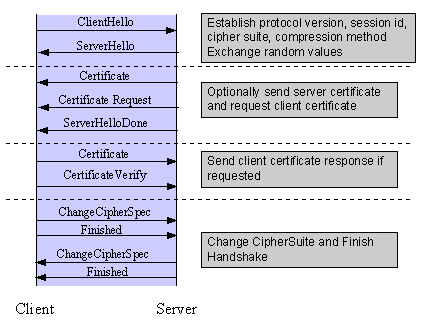 ClientHello
ServerHello
Establish protocol version, session id,
cipher suite, compression method
Exchange random values
Certificate
Certificate Request
ServerHelloDone
Optionally send server certificate
and request client certificate
Certificate
CertificateVerify
Send client certificate response if
requested
ChangeCipherSpec
Finished
ChangeCipherSpec
Finished
Change CipherSuite and Finish
Handshake
Client
Server